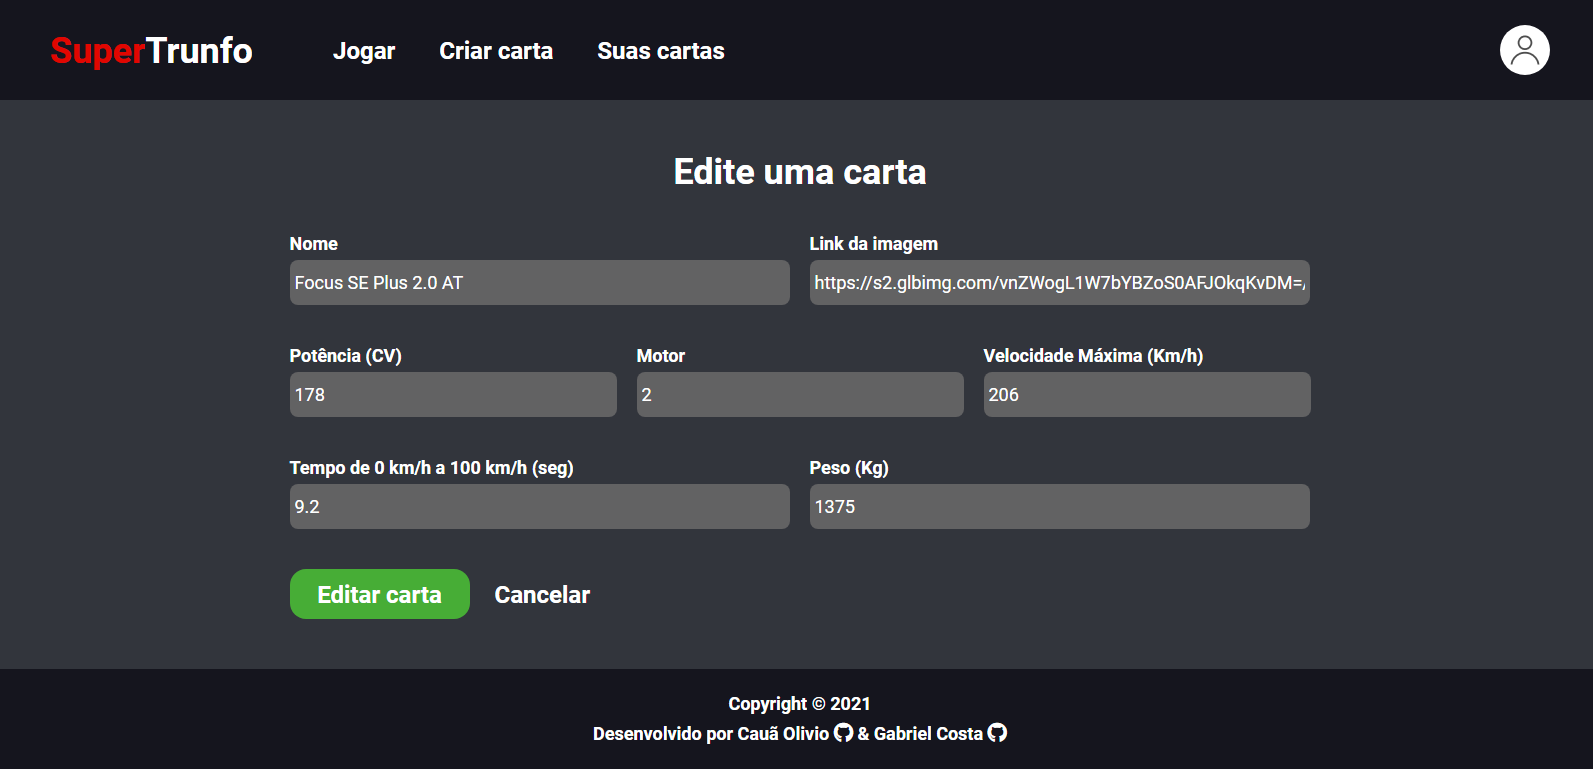 SuperTrunfo Jogar Criar carta Suas cartas
Edite uma carta
Nome Link da imagem
Focus SE Plus 2.0 AT https://s2.glbimg.com/vnZWogL1W7bYBZoS0AFJOkqKvDM=/
Potência (CV) Motor Velocidade Máxima (Km/h)
178 2 206
Tempo de 0 km/h a 100 km/h (seg) Peso (Kg)
9.2 1375
Editar carta Cancelar
Copyright © 2021
Desenvolvido por Cauã Olivio & Gabriel Costa